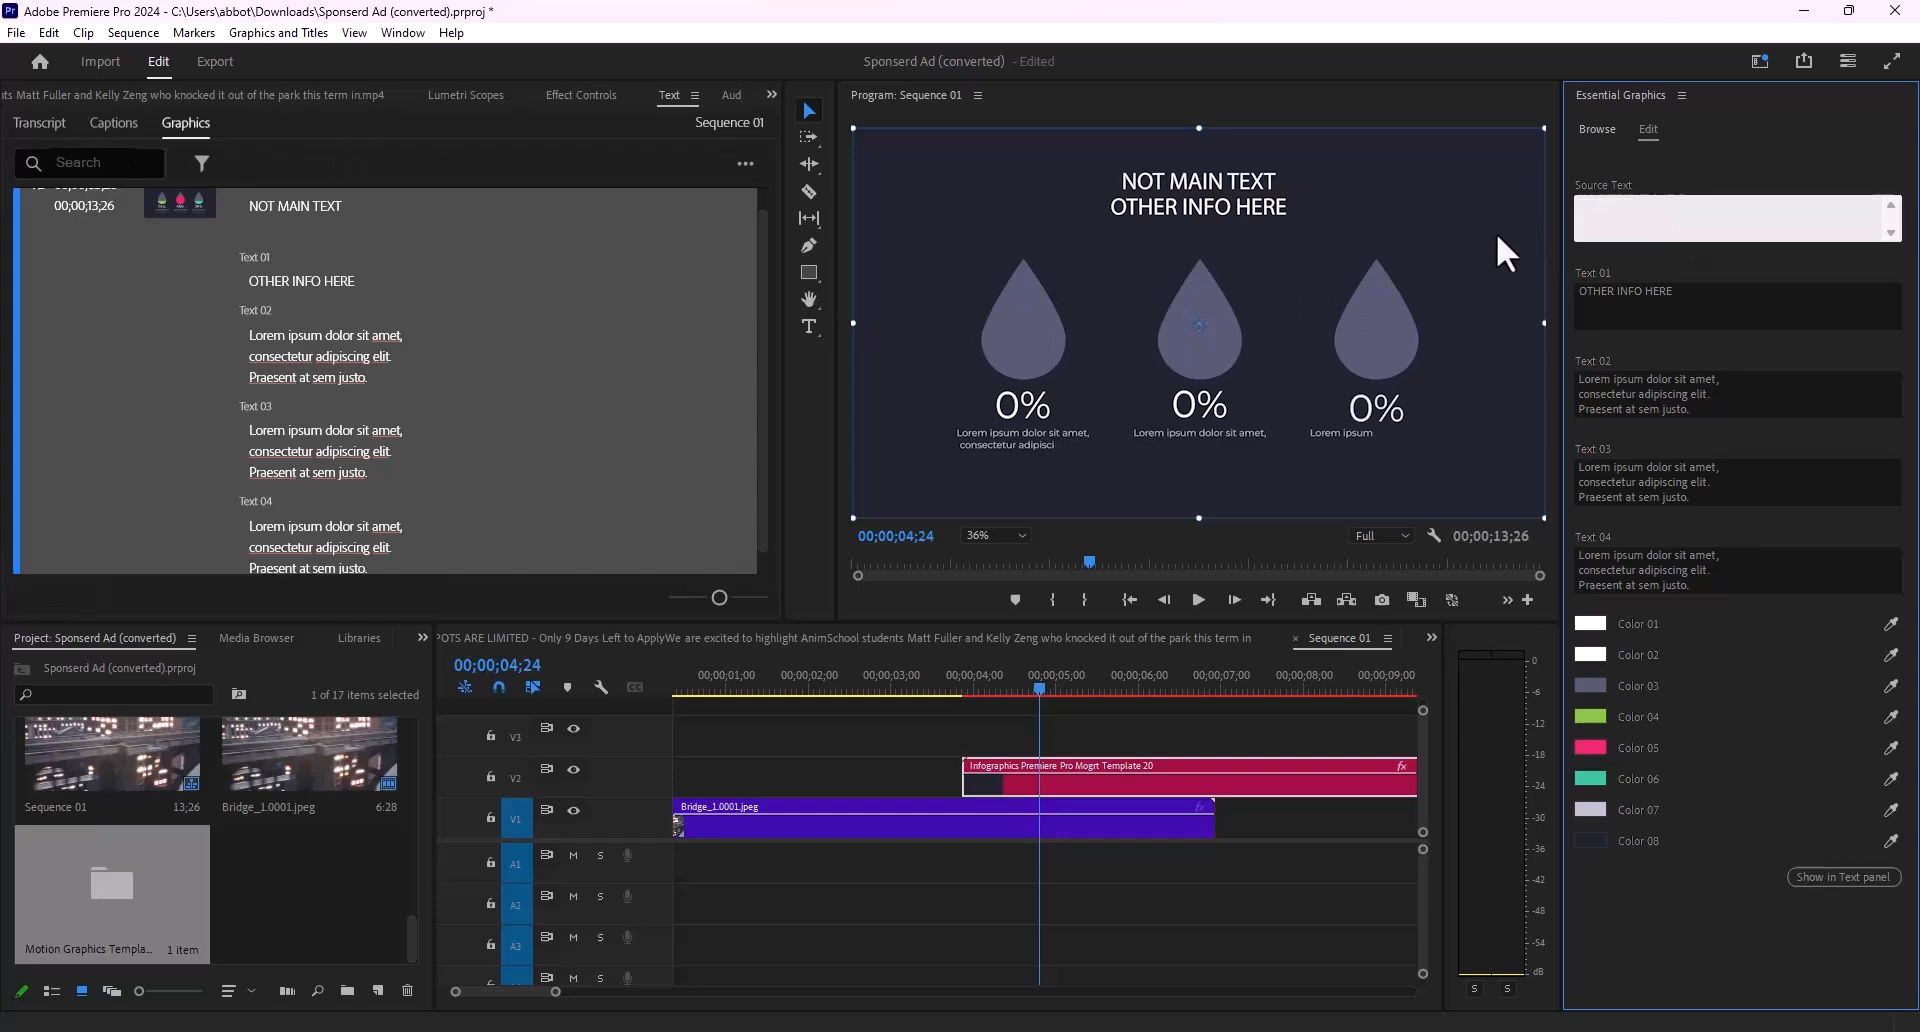 Pr Adobe Premiere Pro 2024 - C:\Users\abbot\Downloads\Sponserd Ad (converted).prproj *
File Edit Clip Sequence Markers Graphics and Titles View Window Help
Import Edit Export
Sponserd Ad (converted) - Edited
its Matt Fuller and Kelly Zeng who knocked it out of the park this term in.mp4 Lumetri Scopes Effect Controls Text Aud
Transcript Captions Graphics Sequence 01
Search
00;00;13;26 NOT MAIN TEXT
Text 01
OTHER INFO HERE
Text 02
Lorem ipsum dolor sit amet,
consectetur adipiscing elit.
Praesent at sem justo.
Text 03
Lorem ipsum dolor sit amet,
consectetur adipiscing elit.
Praesent at sem justo.
Text 04
Lorem ipsum dolor sit amet,
consectetur adipiscing elit.
Praesent at sem justo.
Program: Sequence 01
NOT MAIN TEXT
OTHER INFO HERE
0% 0% 0%
Lorem ipsum dolor sit amet, Lorem ipsum dolor sit amet, Lorem ipsum
consectetur adipisci
00;00;04;24 36% Full 00;00;13;26
Essential Graphics
Browse Edit
Source Text
Text 01
OTHER INFO HERE
Text 02
Lorem ipsum dolor sit amet,
consectetur adipiscing elit.
Praesent at sem justo.
Text 03
Lorem ipsum dolor sit amet,
consectetur adipiscing elit.
Praesent at sem justo.
Text 04
Lorem ipsum dolor sit amet,
consectetur adipiscing elit.
Praesent at sem justo.
Color 01
Color 02
Color 03
Color 04
Color 05
Color 06
Color 07
Color 08
Show in Text panel
Project: Sponserd Ad (converted) Media Browser Libraries
Sponserd Ad (converted).prproj
1 of 17 items selected
Sequence 01 13;26 Bridge_1.0001.jpeg 6:28
Motion Graphics Templa... 1 item
POTS ARE LIMITED - Only 9 Days Left to ApplyWe are excited to highlight AnimSchool students Matt Fuller and Kelly Zeng who knocked it out of the park this term in × Sequence 01
00;00;04;24
00;00;01;00 00;00;02;00 00;00;03;00 00;00;04;00 00;00;05;00 00;00;06;00 00;00;07;00 00;00;08;00 00;00;09;00
V3
V2 Infographics Premiere Pro Mogrt Template 20 fx
V1 Bridge_1.0001.jpeg fx
A1 M S
A2 M S
A3 M S
M S
0
-6
-12
-18
-24
-30
-36
-42
-48
-54
dB
S S